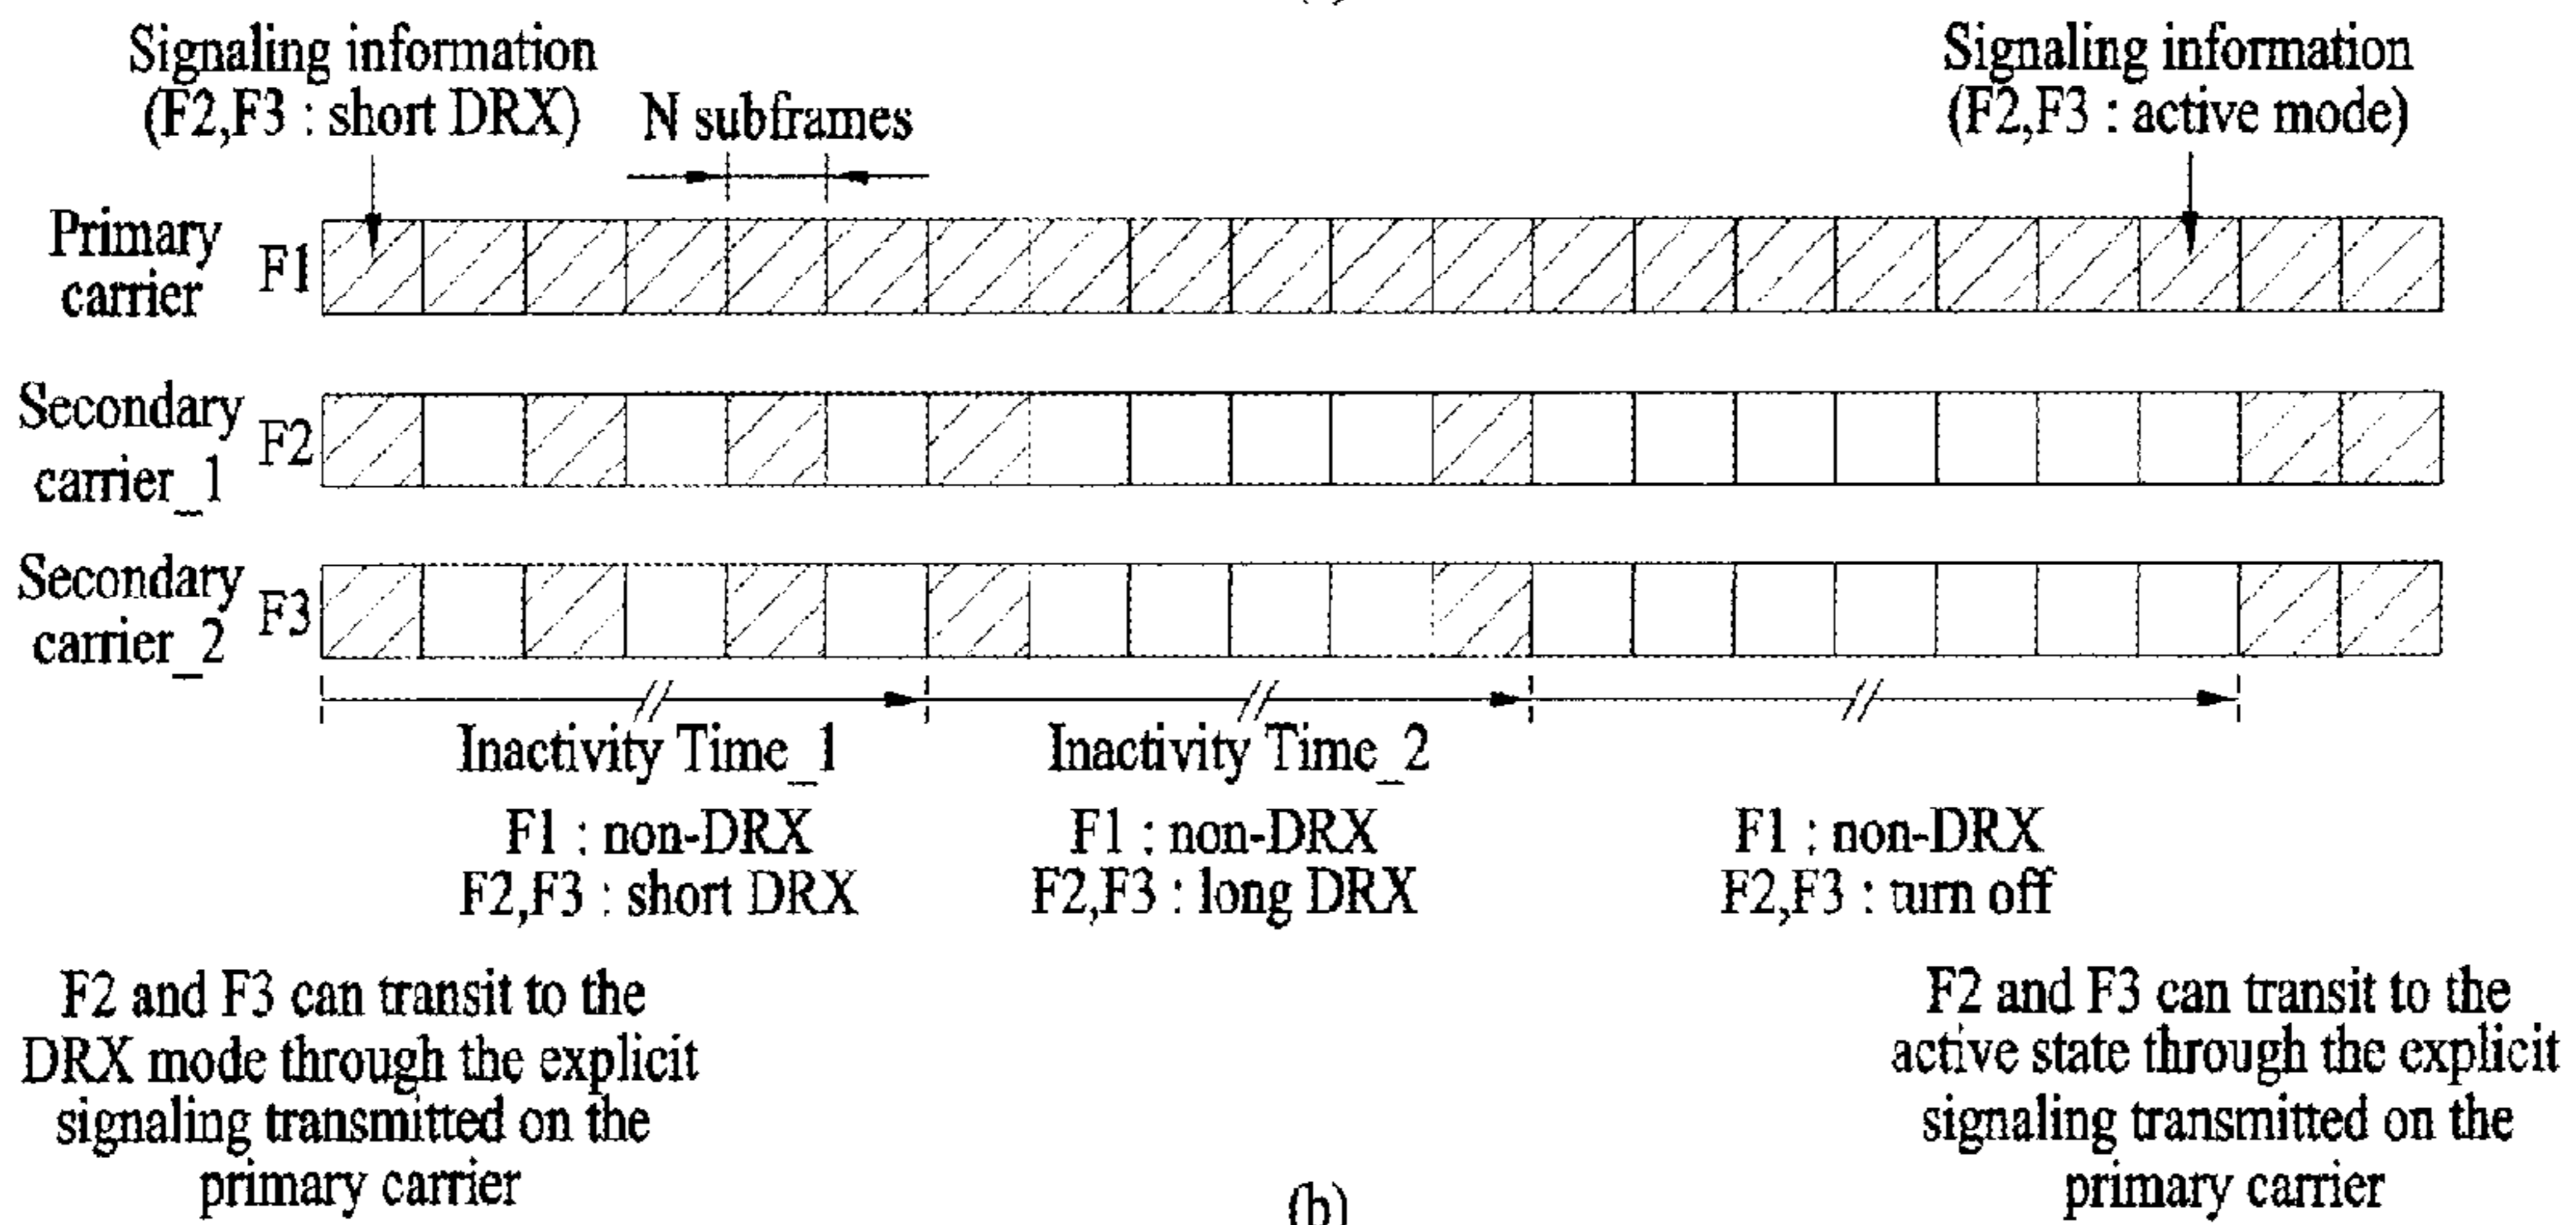 Signaling information
(F2,F3 : short DRX)
N subframes
Signaling information
(F2,F3 : active mode)
Primary
carrier
F1
Secondary
carrier_1
F2
Secondary
carrier_2
F3
Inactivity Time_1
Inactivity Time_2
F1 : non-DRX
F2,F3 : short DRX
F1 : non-DRX
F2,F3 : long DRX
F1 : non-DRX
F2,F3 : turn off
F2 and F3 can transit to the
DRX mode through the explicit
signaling transmitted on the
primary carrier
F2 and F3 can transit to the
active state through the explicit
signaling transmitted on the
primary carrier
(b)